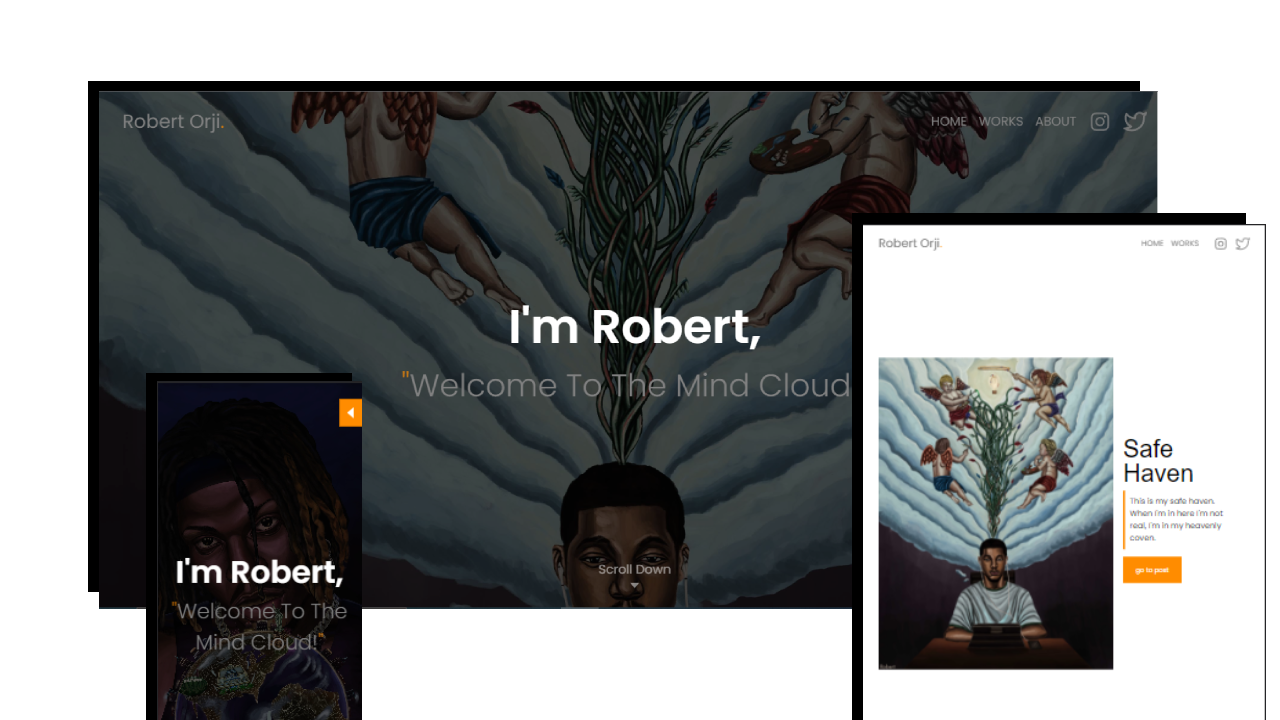 Robert Orji.
HOME WORKS ABOUT
I'm Robert,
"Welcome To The Mind Cloud
Scroll Down
I'm Robert,
"Welcome To The
Mind Cloud!"
Robert Orji.
HOME WORKS
Safe
Haven
This is my safe haven.
When I'm in here I'm not
real, I'm in my heavenly
coven.
go to post